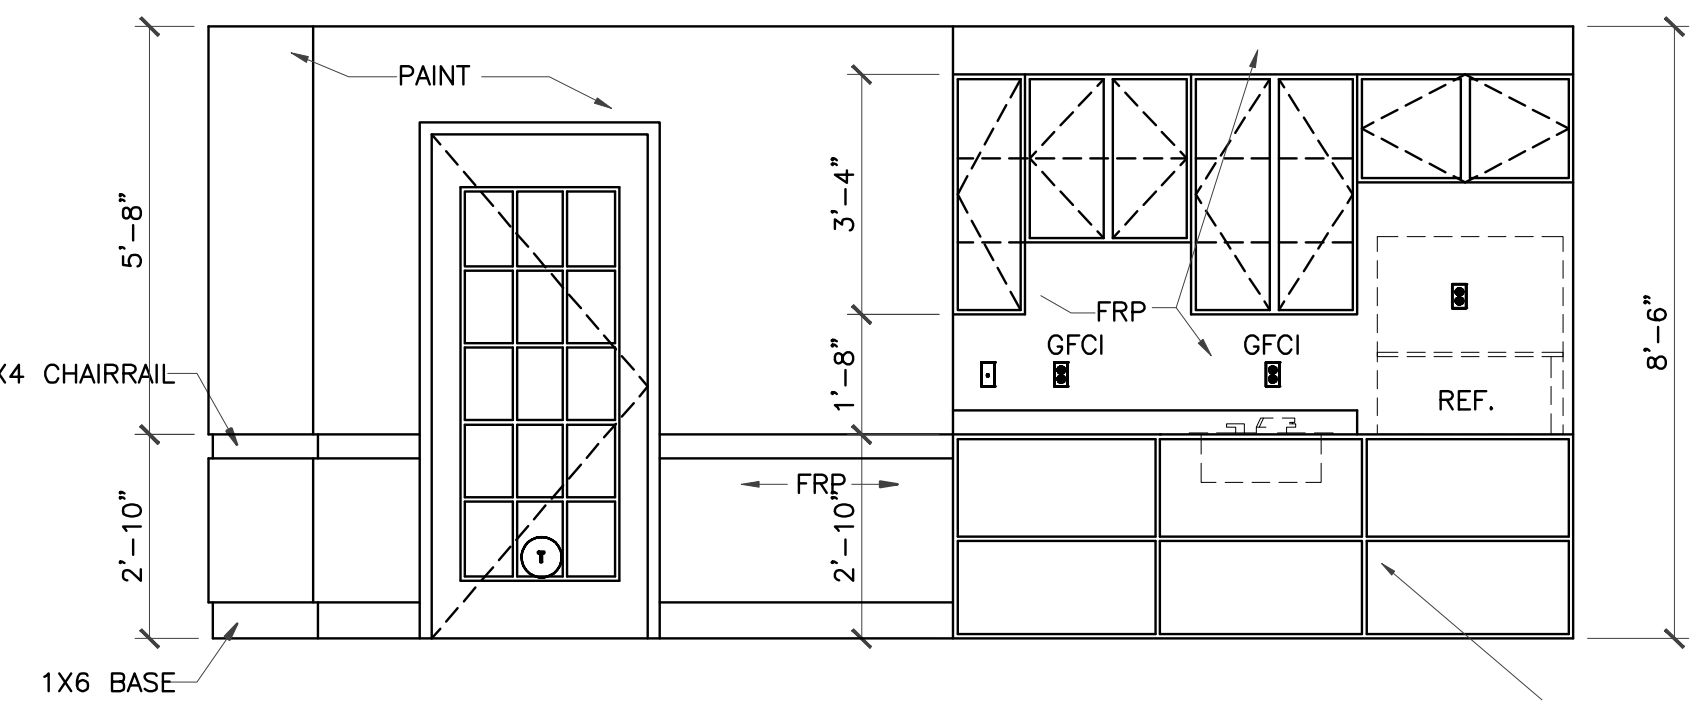 PAINT
5'-8"
3'-4"
FRP
8'-6"
GFCI
GFCI
X4 CHAIRRAIL
1'-8"
REF.
FRP
2'-10"
2'-10"
T
1X6 BASE